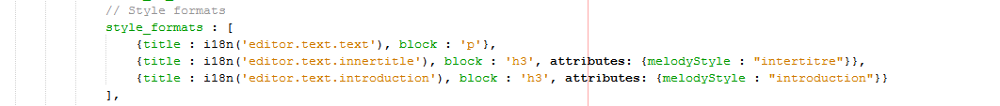 // Style formats
style_formats : [
{title : i18n('editor.text.text'), block : 'p'},
{title : i18n('editor.text.innertitle'), block : 'h3', attributes: {melodyStyle : "intertitre"}},
{title : i18n('editor.text.introduction'), block : 'h3', attributes: {melodyStyle : "introduction"}}
],